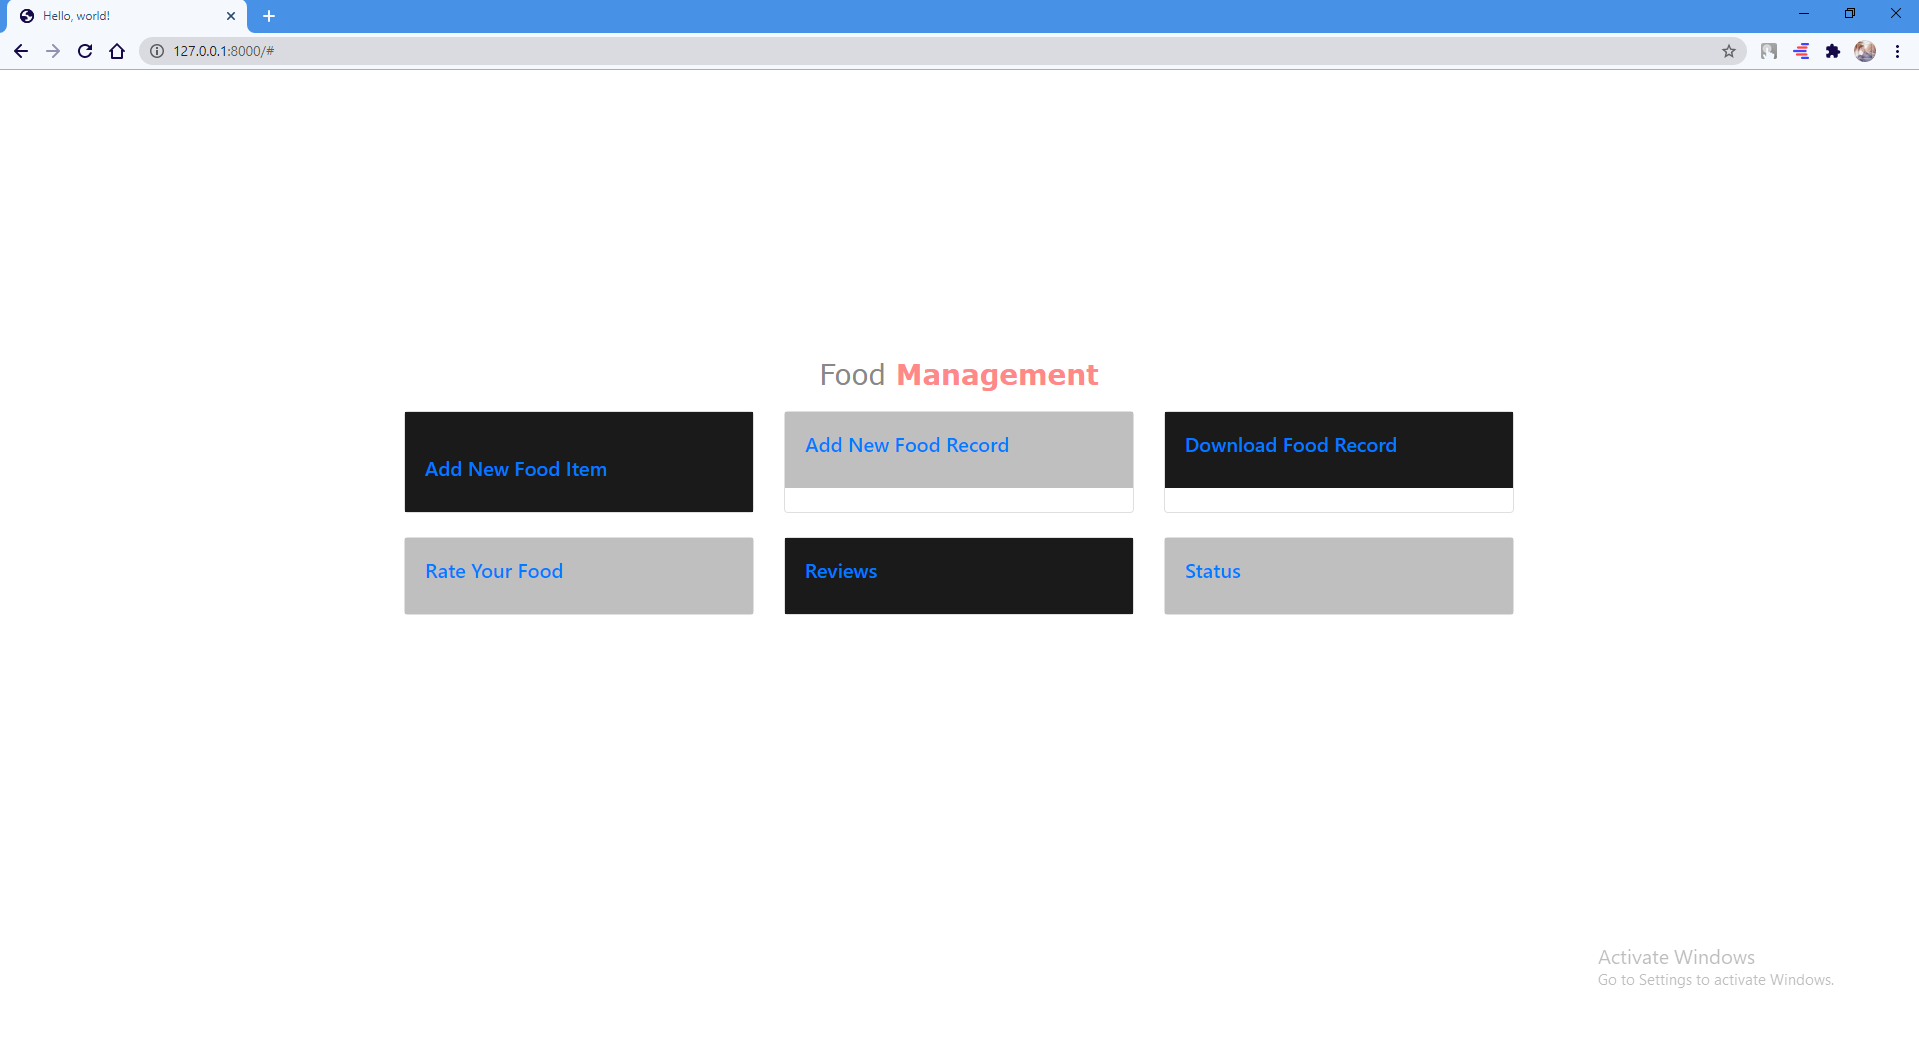 Hello, world!
127.0.0.1:8000/#
Food Management
Add New Food Item
Add New Food Record
Download Food Record
Rate Your Food
Reviews
Status
Activate Windows
Go to Settings to activate Windows.